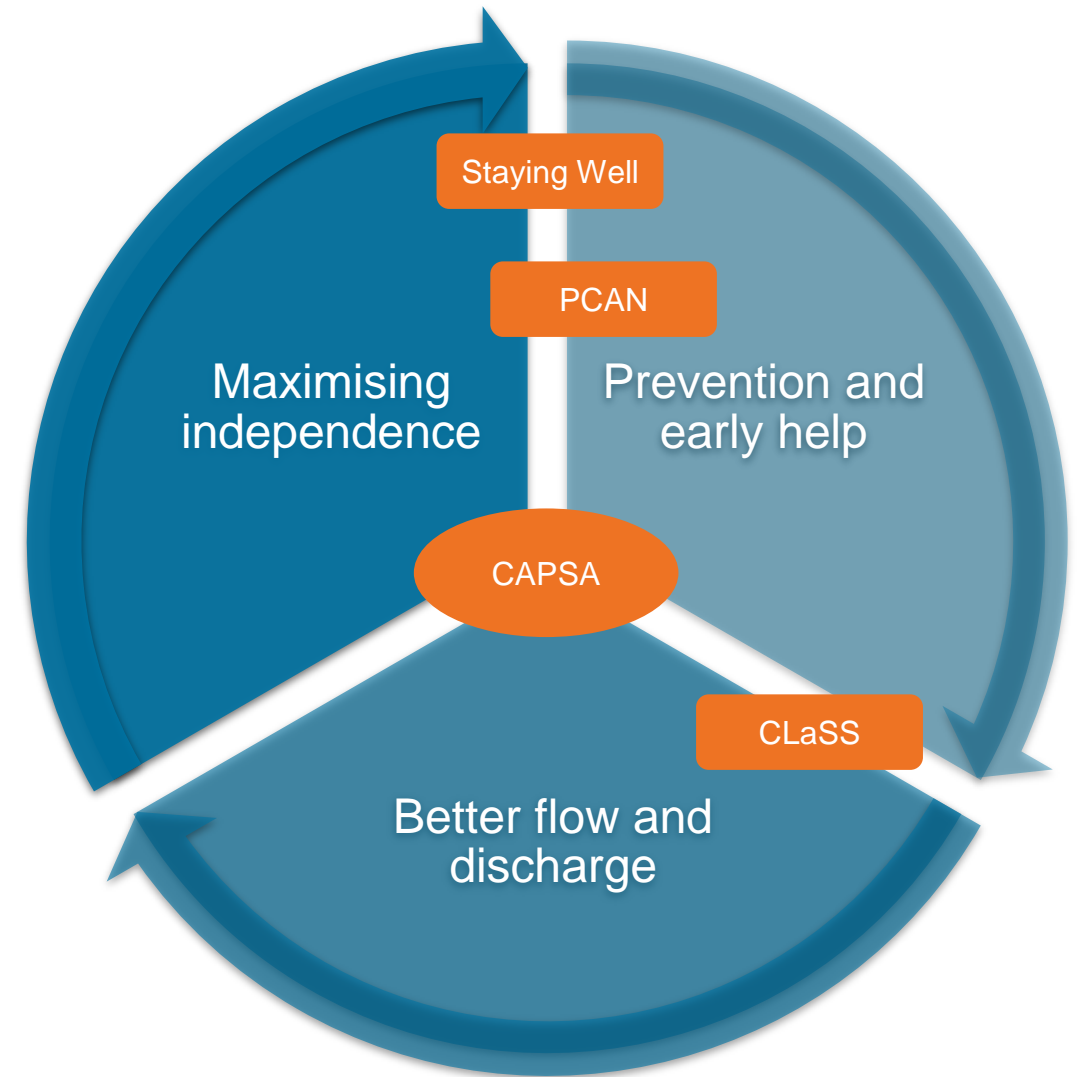 Staying Well
PCAN
Maximising
independence
Prevention and
early help
CAPSA
CLaSS
Better flow and
discharge